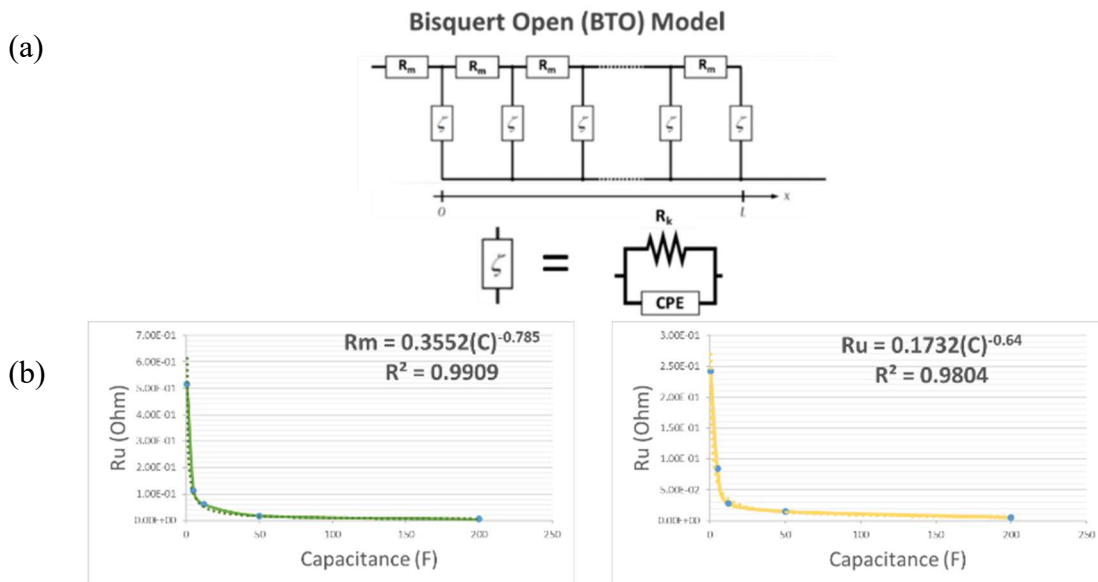 (a)
Bisquert Open (BTO) Model
Rm Rm Rm Rm
ζ ζ ζ ζ ζ
0 L x
Rk
ζ = CPE
(b)
Rm = 0.3552(C)^-0.785
R² = 0.9909
Ru (Ohm)
7.00E-01
6.00E-01
5.00E-01
4.00E-01
3.00E-01
2.00E-01
1.00E-01
0.00E+00
0 50 100 150 200 250
Capacitance (F)
Ru = 0.1732(C)^-0.64
R² = 0.9804
Ru (Ohm)
3.00E-01
2.50E-01
2.00E-01
1.50E-01
1.00E-01
5.00E-02
0.00E+00
0 50 100 150 200 250
Capacitance (F)